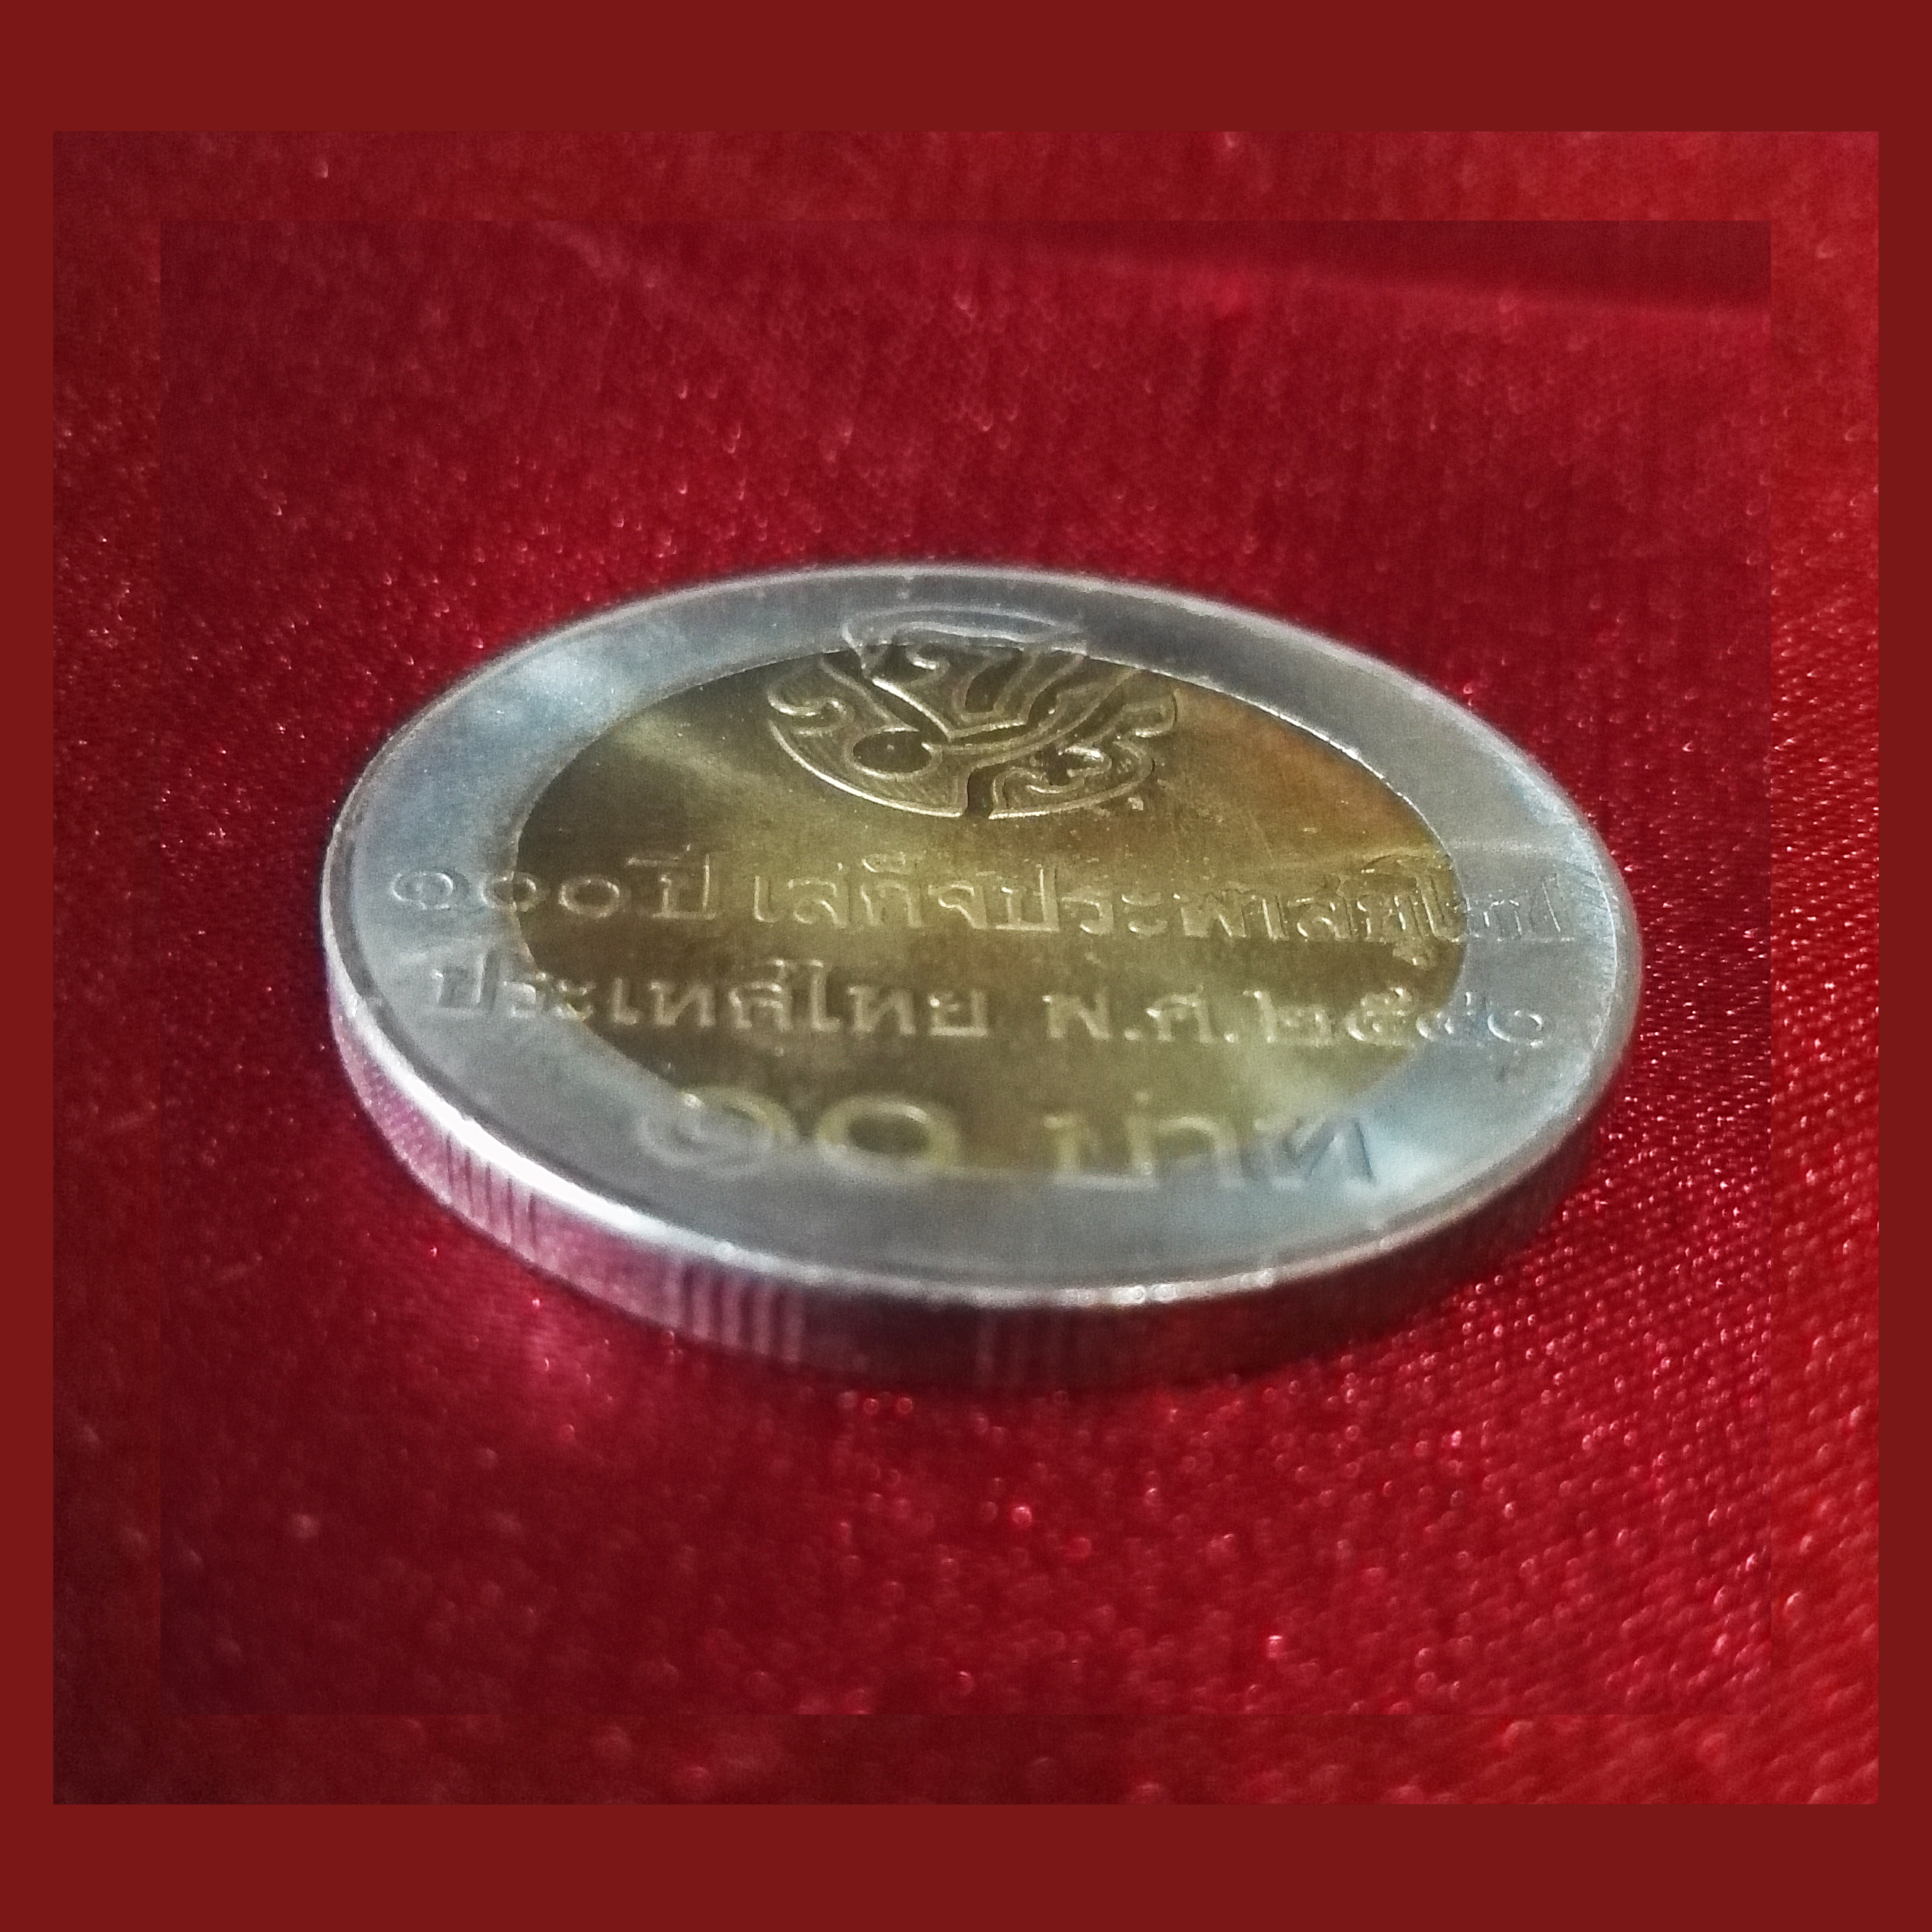 ๑๐๐ ปี เสด็จประพาสยุโรป
ประเทศไทย พ.ศ.๒๕๕๐
๑๐ บาท